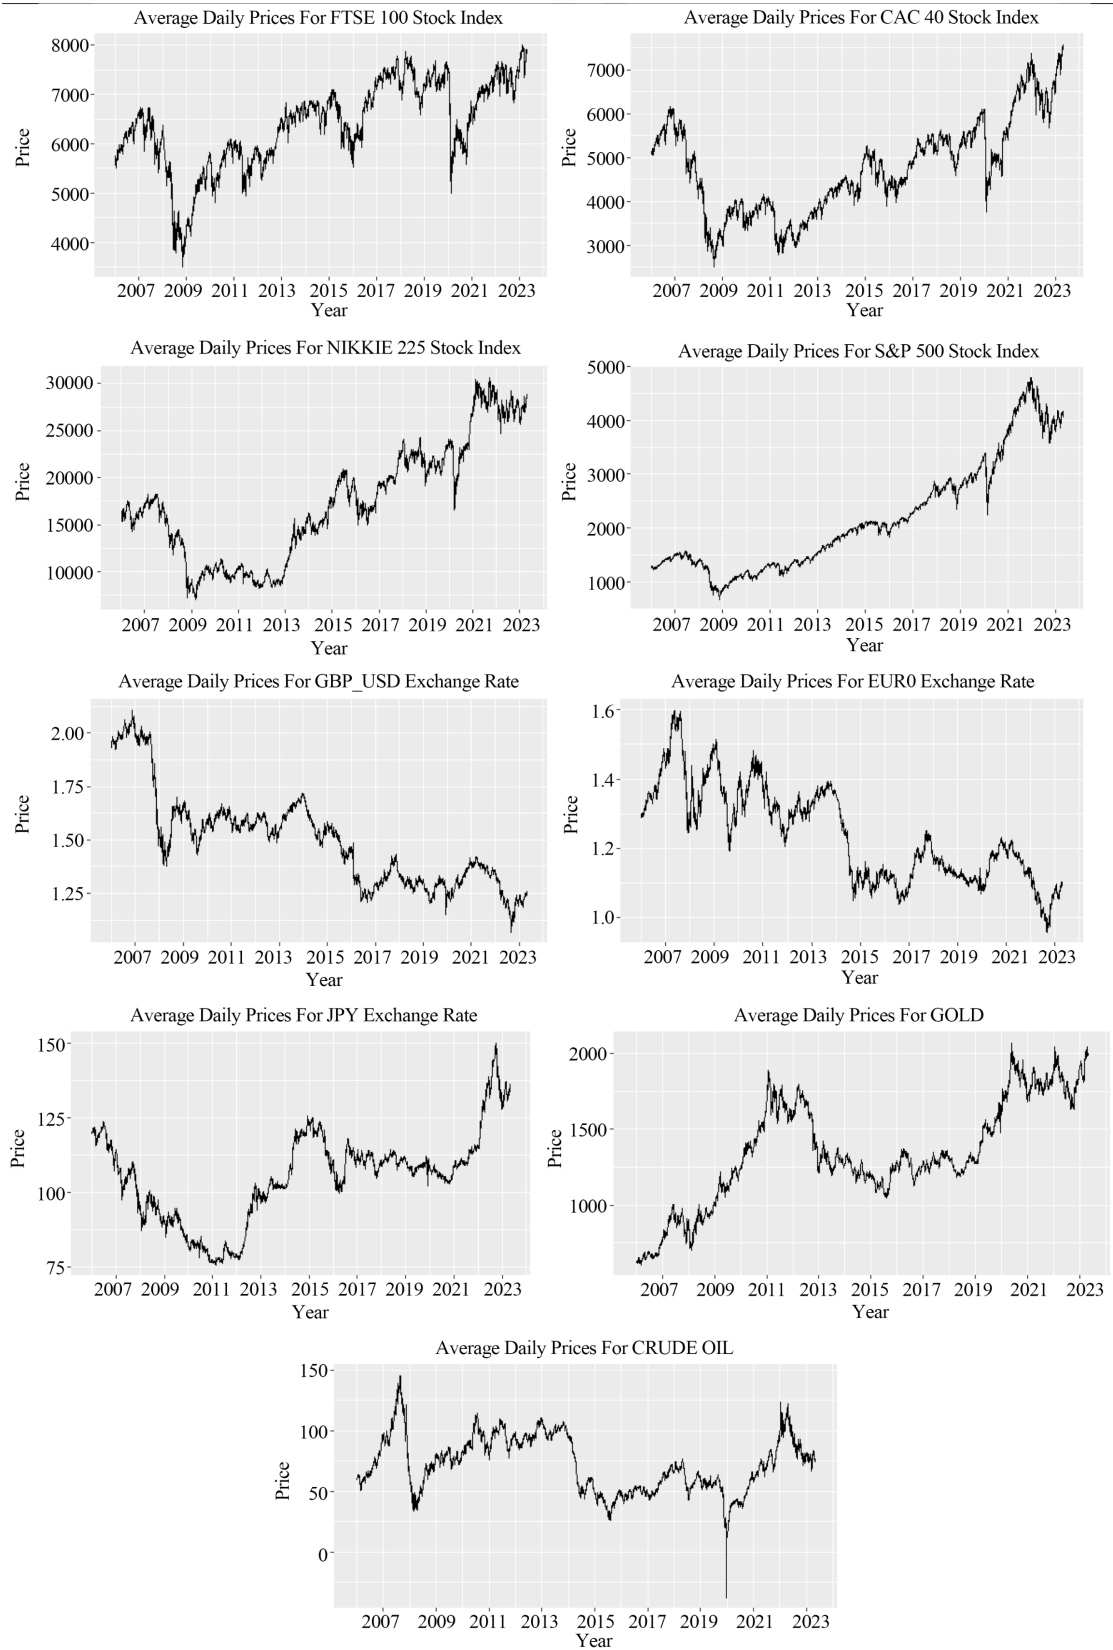 Average Daily Prices For FTSE 100 Stock Index
8000
7000
6000
5000
4000
Price
2007 2009 2011 2013 2015 2017 2019 2021 2023
Year
Average Daily Prices For CAC 40 Stock Index
7000
6000
5000
4000
3000
Price
2007 2009 2011 2013 2015 2017 2019 2021 2023
Year
Average Daily Prices For NIKKIE 225 Stock Index
30000
25000
20000
15000
10000
Price
2007 2009 2011 2013 2015 2017 2019 2021 2023
Year
Average Daily Prices For S&P 500 Stock Index
5000
4000
3000
2000
1000
Price
2007 2009 2011 2013 2015 2017 2019 2021 2023
Year
Average Daily Prices For GBP_USD Exchange Rate
2.00
1.75
1.50
1.25
Price
2007 2009 2011 2013 2015 2017 2019 2021 2023
Year
Average Daily Prices For EUR0 Exchange Rate
1.6
1.4
1.2
1.0
Price
2007 2009 2011 2013 2015 2017 2019 2021 2023
Year
Average Daily Prices For JPY Exchange Rate
150
125
100
75
Price
2007 2009 2011 2013 2015 2017 2019 2021 2023
Year
Average Daily Prices For GOLD
2000
1500
1000
Price
2007 2009 2011 2013 2015 2017 2019 2021 2023
Year
Average Daily Prices For CRUDE OIL
150
100
50
0
Price
2007 2009 2011 2013 2015 2017 2019 2021 2023
Year